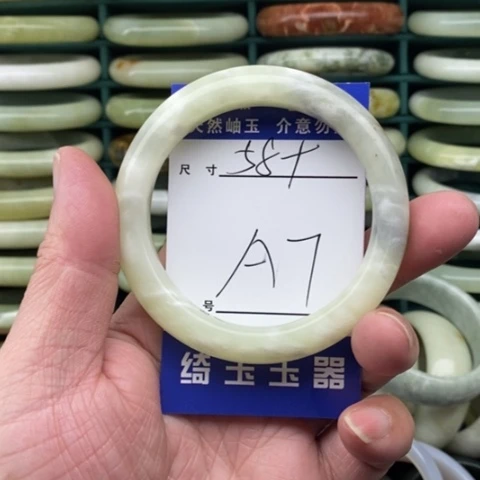 天然岫玉 介意勿
尺寸 58+
号 A7
绮玉玉器